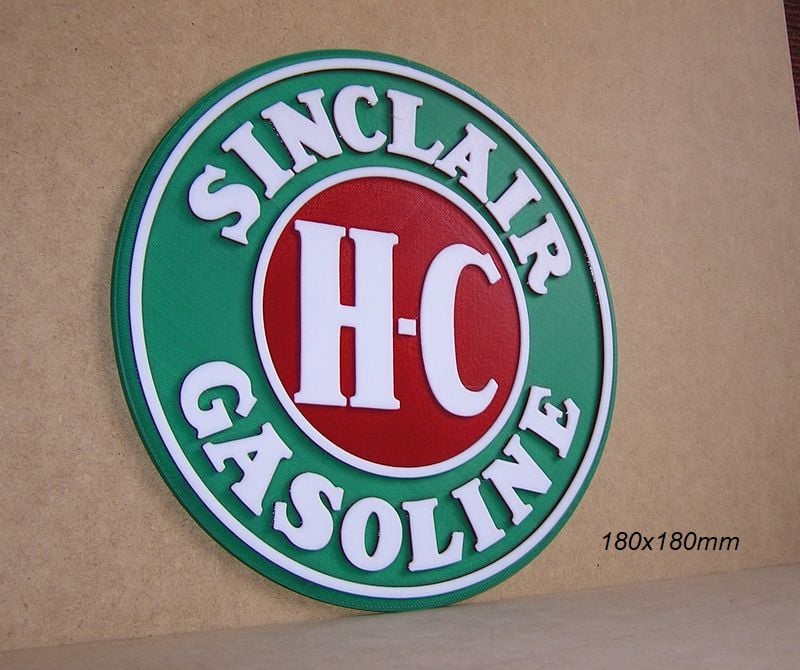 SINCLAIR
H-C
GASOLINE
180x180mm